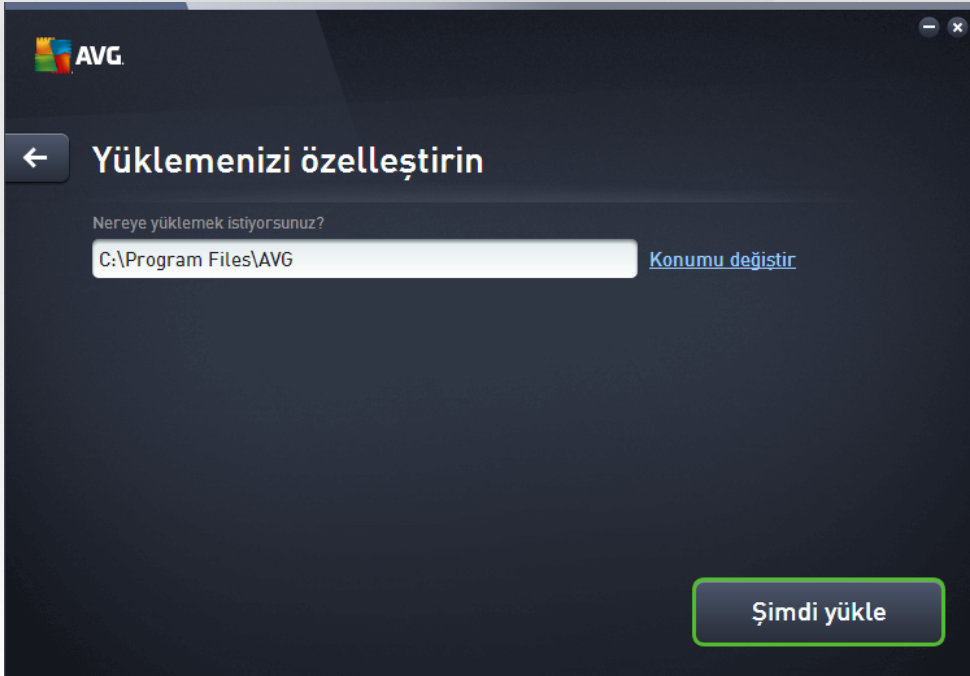 AVG.
Yüklemenizi özelleştirin
Nereye yüklemek istiyorsunuz?
C:\Program Files\AVG
Konumu değiştir
Şimdi yükle